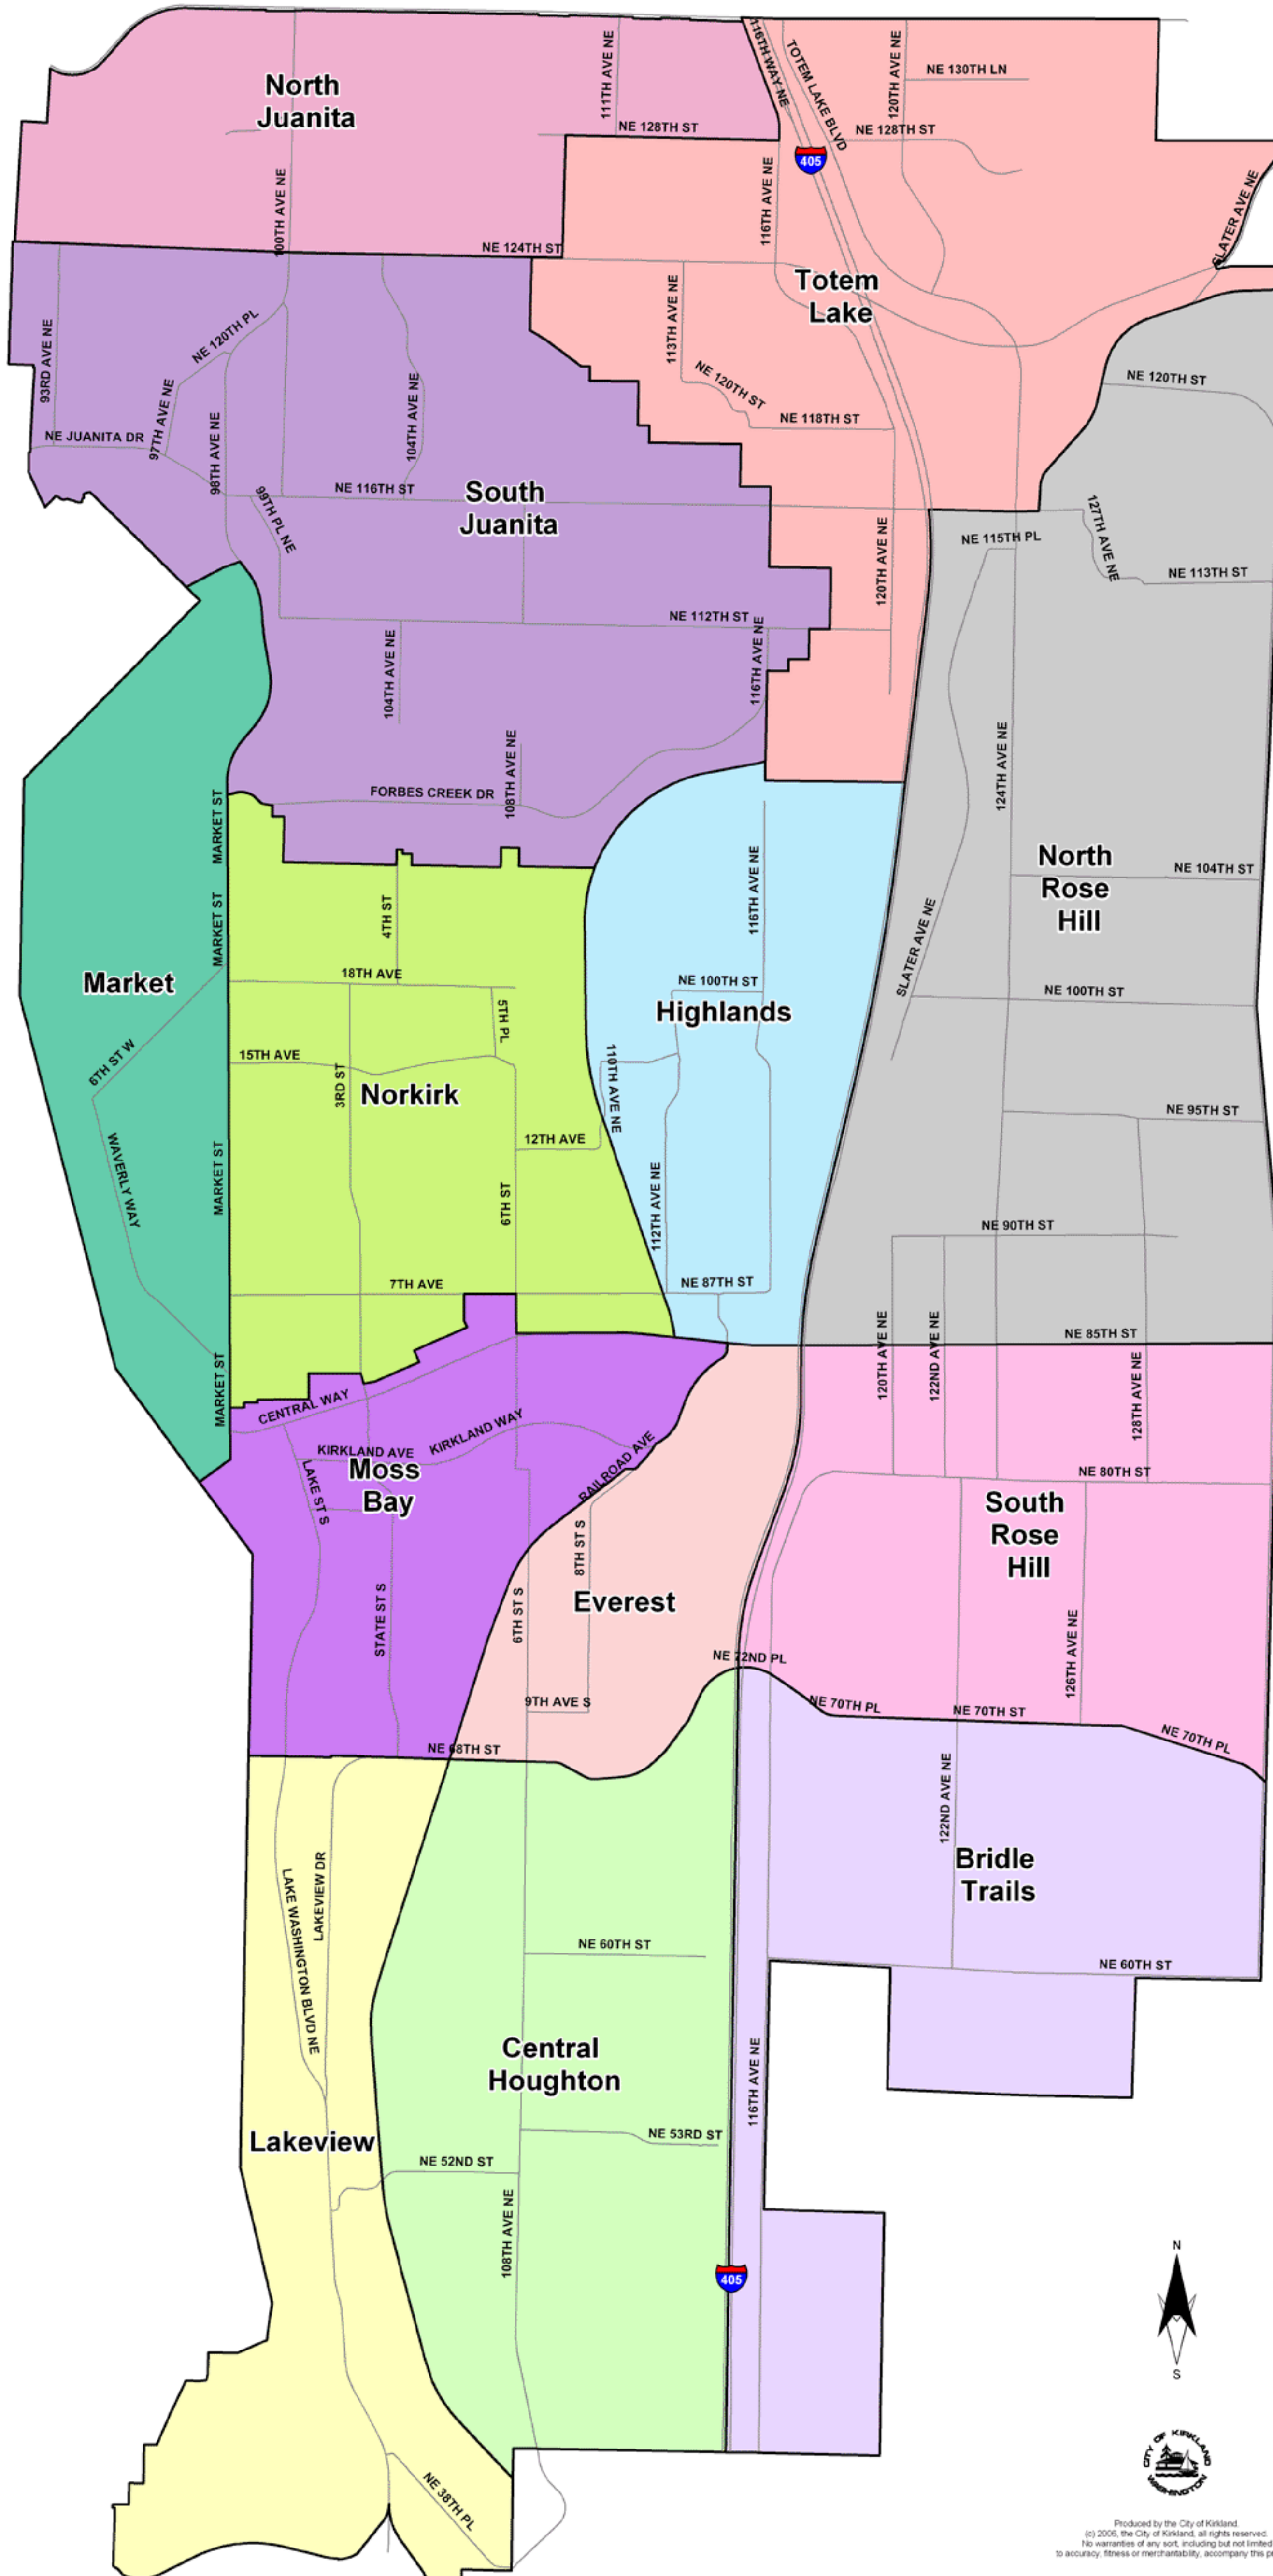 North
Juanita
111TH AVE NE
116TH WAY NE
TOTEM LAKE BLVD
120TH AVE NE
NE 130TH LN
NE 128TH ST
NE 128TH ST
405
100TH AVE NE
116TH AVE NE
SLATER AVE NE
NE 124TH ST
Totem
Lake
93RD AVE NE
NE 120TH PL
113TH AVE NE
NE 120TH ST
NE 120TH ST
97TH AVE NE
98TH AVE NE
104TH AVE NE
NE 118TH ST
NE JUANITA DR
NE 116TH ST
South
Juanita
99TH PL NE
127TH AVE NE
NE 115TH PL
120TH AVE NE
NE 113TH ST
NE 112TH ST
104TH AVE NE
116TH AVE NE
108TH AVE NE
124TH AVE NE
FORBES CREEK DR
MARKET ST
North
Rose
Hill
NE 104TH ST
116TH AVE NE
4TH ST
MARKET ST
SLATER AVE NE
18TH AVE
Market
NE 100TH ST
NE 100TH ST
Highlands
5TH PL
15TH AVE
6TH ST W
3RD ST
Norkirk
110TH AVE NE
NE 95TH ST
12TH AVE
WAVERLY WAY
MARKET ST
6TH ST
112TH AVE NE
NE 90TH ST
7TH AVE
NE 87TH ST
NE 85TH ST
120TH AVE NE
122ND AVE NE
128TH AVE NE
MARKET ST
CENTRAL WAY
KIRKLAND AVE
KIRKLAND WAY
Moss
Bay
LAKE ST S
RAILROAD AVE
NE 80TH ST
South
Rose
Hill
8TH ST S
STATE ST S
6TH ST S
Everest
126TH AVE NE
NE 72ND PL
9TH AVE S
NE 70TH PL
NE 70TH ST
NE 70TH PL
NE 68TH ST
122ND AVE NE
Bridle
Trails
LAKE WASHINGTON BLVD NE
LAKEVIEW DR
NE 60TH ST
NE 60TH ST
Central
Houghton
116TH AVE NE
Lakeview
NE 53RD ST
NE 52ND ST
108TH AVE NE
405
N
S
NE 38TH PL
CITY OF KIRKLAND
WASHINGTON
Produced by the City of Kirkland.
(c) 2006, the City of Kirkland, all rights reserved.
No warranties of any sort, including but not limited
to accuracy, fitness or merchantability, accompany this